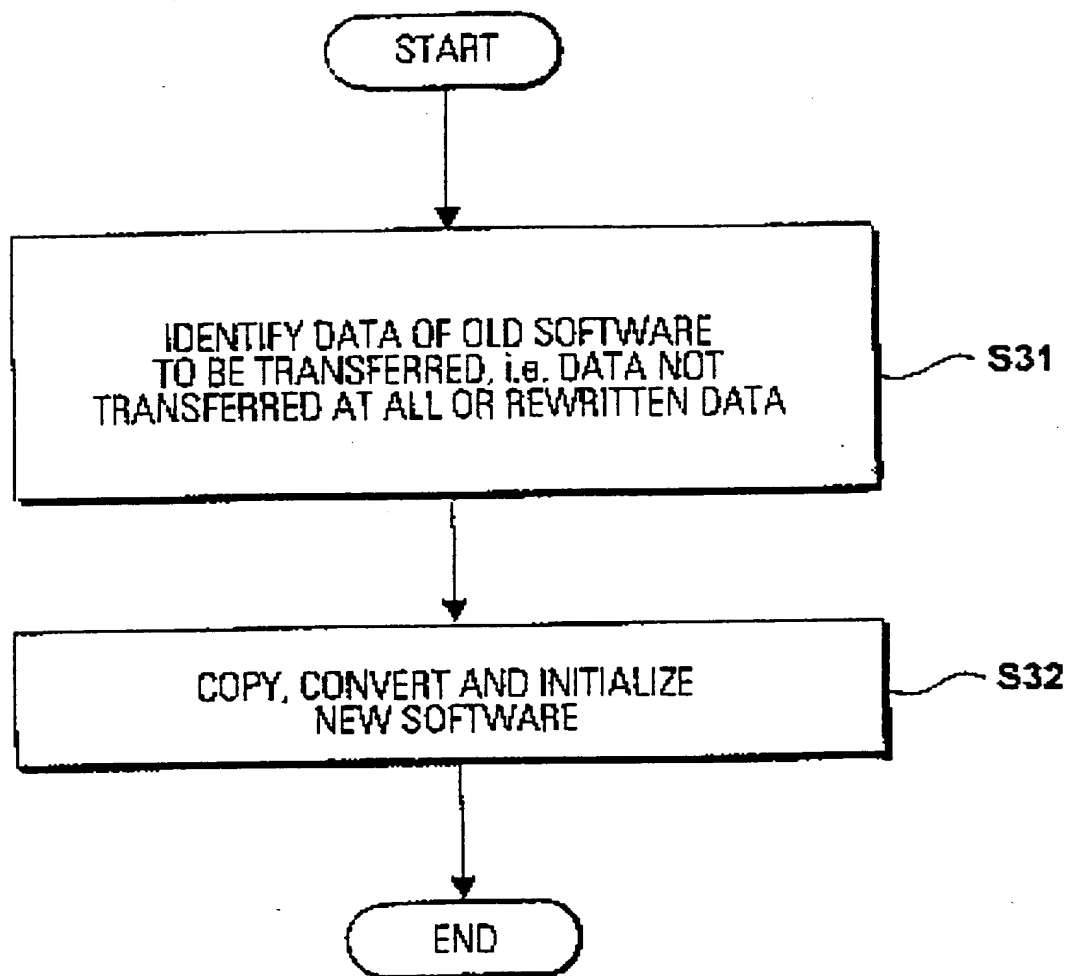 START
IDENTIFY DATA OF OLD SOFTWARE
TO BE TRANSFERRED, i.e. DATA NOT
TRANSFERRED AT ALL OR REWRITTEN DATA
S31
COPY, CONVERT AND INITIALIZE
NEW SOFTWARE
S32
END